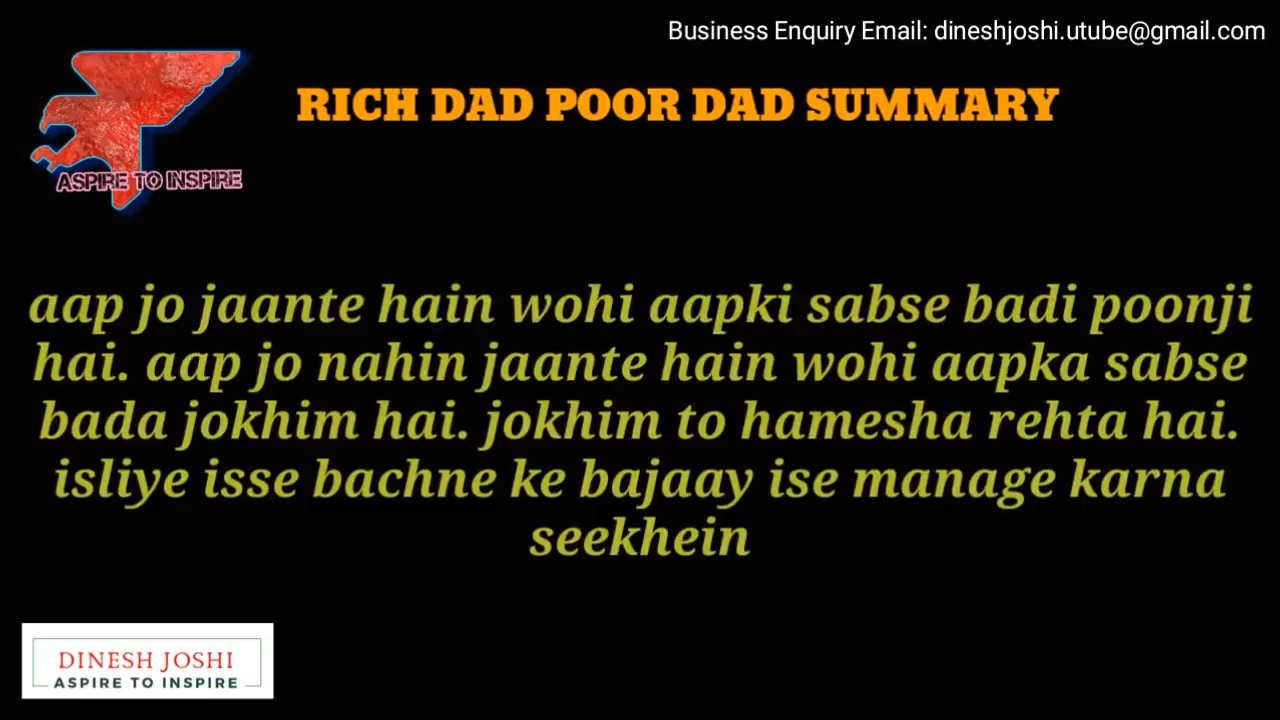 Business Enquiry Email: dineshjoshi.utube@gmail.com
RICH DAD POOR DAD SUMMARY
ASPIRE TO INSPIRE
aap jo jaante hain wohi aapki sabse badi poonji
hai. aap jo nahin jaante hain wohi aapka sabse
bada jokhim hai. jokhim to hamesha rehta hai.
isliye isse bachne ke bajaay ise manage karna
seekhein
DINESH JOSHI
ASPIRE TO INSPIRE